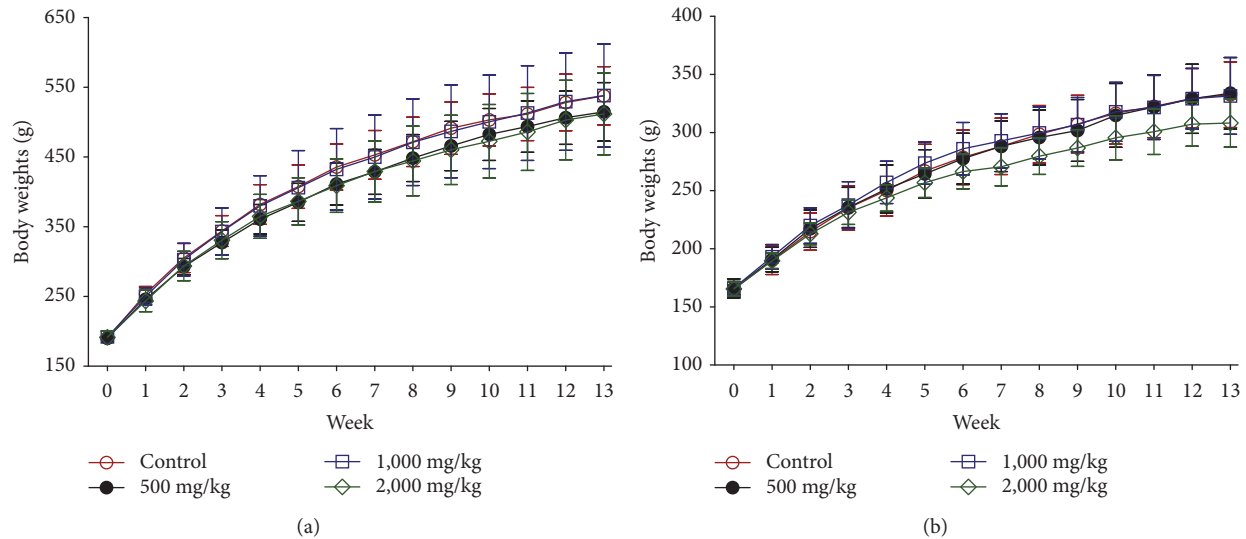 650
550
450
350
250
150
Body weights (g)
0 1 2 3 4 5 6 7 8 9 10 11 12 13
Week
Control
500 mg/kg
1,000 mg/kg
2,000 mg/kg
(a)
400
350
300
250
200
150
100
Body weights (g)
0 1 2 3 4 5 6 7 8 9 10 11 12 13
Week
Control
500 mg/kg
1,000 mg/kg
2,000 mg/kg
(b)